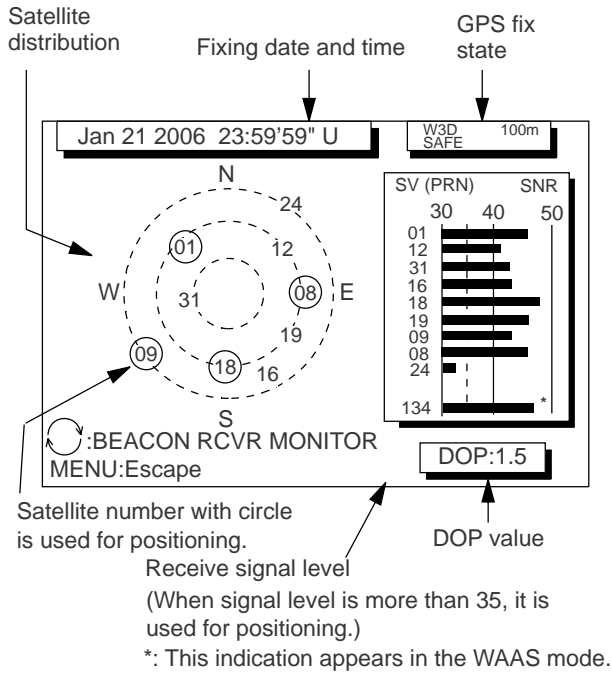 Satellite
distribution
Fixing date and time
GPS fix
state
Jan 21 2006 23:59'59" U
W3D 100m
SAFE
N
24
01
12
W
31
08
E
19
09
18
16
S
SV (PRN) SNR
30 40 50
01
12
31
16
18
19
09
08
24
134 *
:BEACON RCVR MONITOR
MENU:Escape
DOP:1.5
Satellite number with circle
is used for positioning.
DOP value
Receive signal level
(When signal level is more than 35, it is
used for positioning.)
*: This indication appears in the WAAS mode.